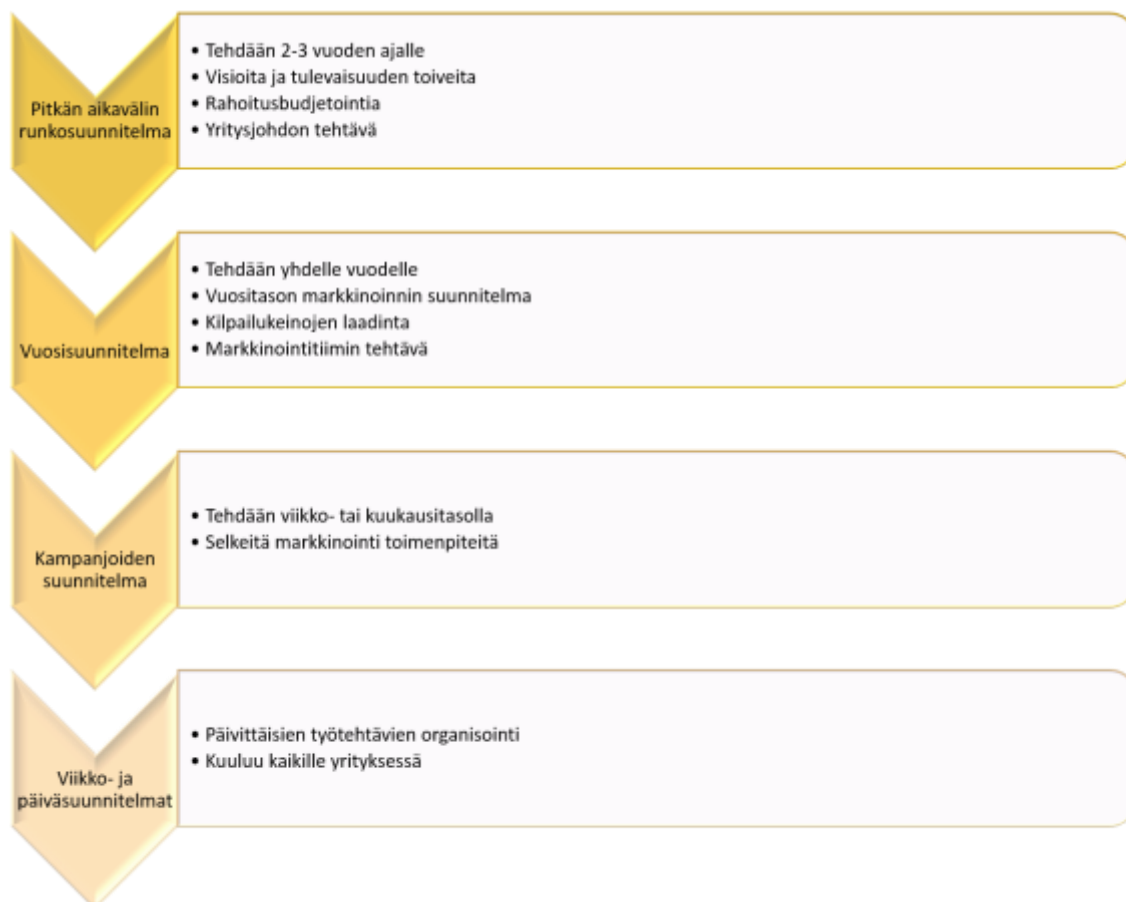 Pitkän aikavälin
runkosuunnitelma
• Tehdään 2-3 vuoden ajalle
• Visioita ja tulevaisuuden toiveita
• Rahoitusbudjetointia
• Yritysjohdon tehtävä
Vuosisuunnitelma
• Tehdään yhdelle vuodelle
• Vuositason markkinoinnin suunnitelma
• Kilpailukeinojen laadinta
• Markkinointitiimin tehtävä
Kampanjoiden
suunnitelma
• Tehdään viikko- tai kuukausitasolla
• Selkeitä markkinointi toimenpiteitä
Viikko- ja
päiväsuunnitelmat
• Päivittäisien työtehtävien organisointi
• Kuuluu kaikille yrityksessä